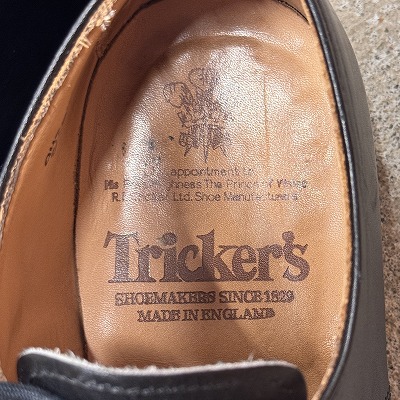 appointment to
His Royal Highness The Prince of Wales
R.E. Tricker Ltd. Shoe Manufacturers
Tricker's
SHOEMAKERS SINCE 1829
MADE IN ENGLAND